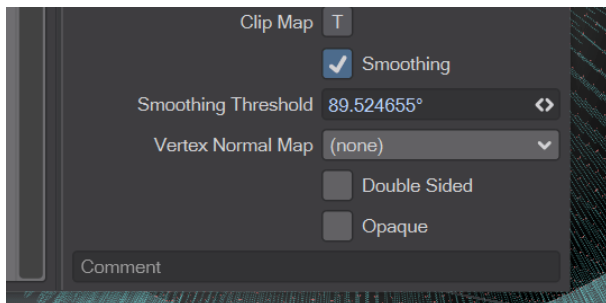 Clip Map T
Smoothing
Smoothing Threshold 89.524655°
Vertex Normal Map (none)
Double Sided
Opaque
Comment